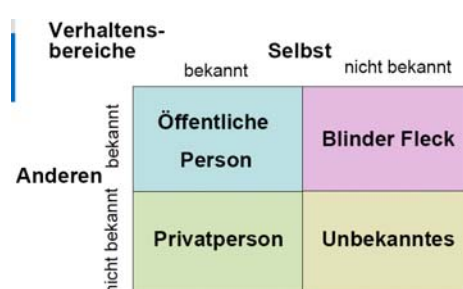 Verhaltens-
bereiche
Selbst
bekannt
nicht bekannt
Anderen
bekannt
nicht bekannt
Öffentliche
Person
Blinder Fleck
Privatperson
Unbekanntes